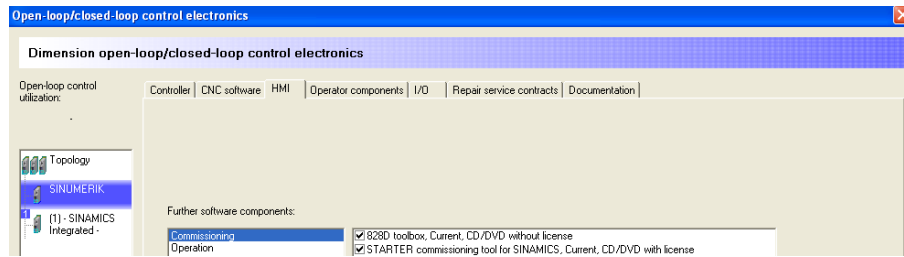 Open-loop/closed-loop control electronics
Dimension open-loop/closed-loop control electronics
Open-loop control
utilization:
-
Controller CNC software HMI Operator components I/O Repair service contracts Documentation
Topology
SINUMERIK
1
(1) - SINAMICS
Integrated -
Further software components:
Commissioning
Operation
828D toolbox, Current, CD/DVD without license
STARTER commissioning tool for SINAMICS, Current, CD/DVD with license